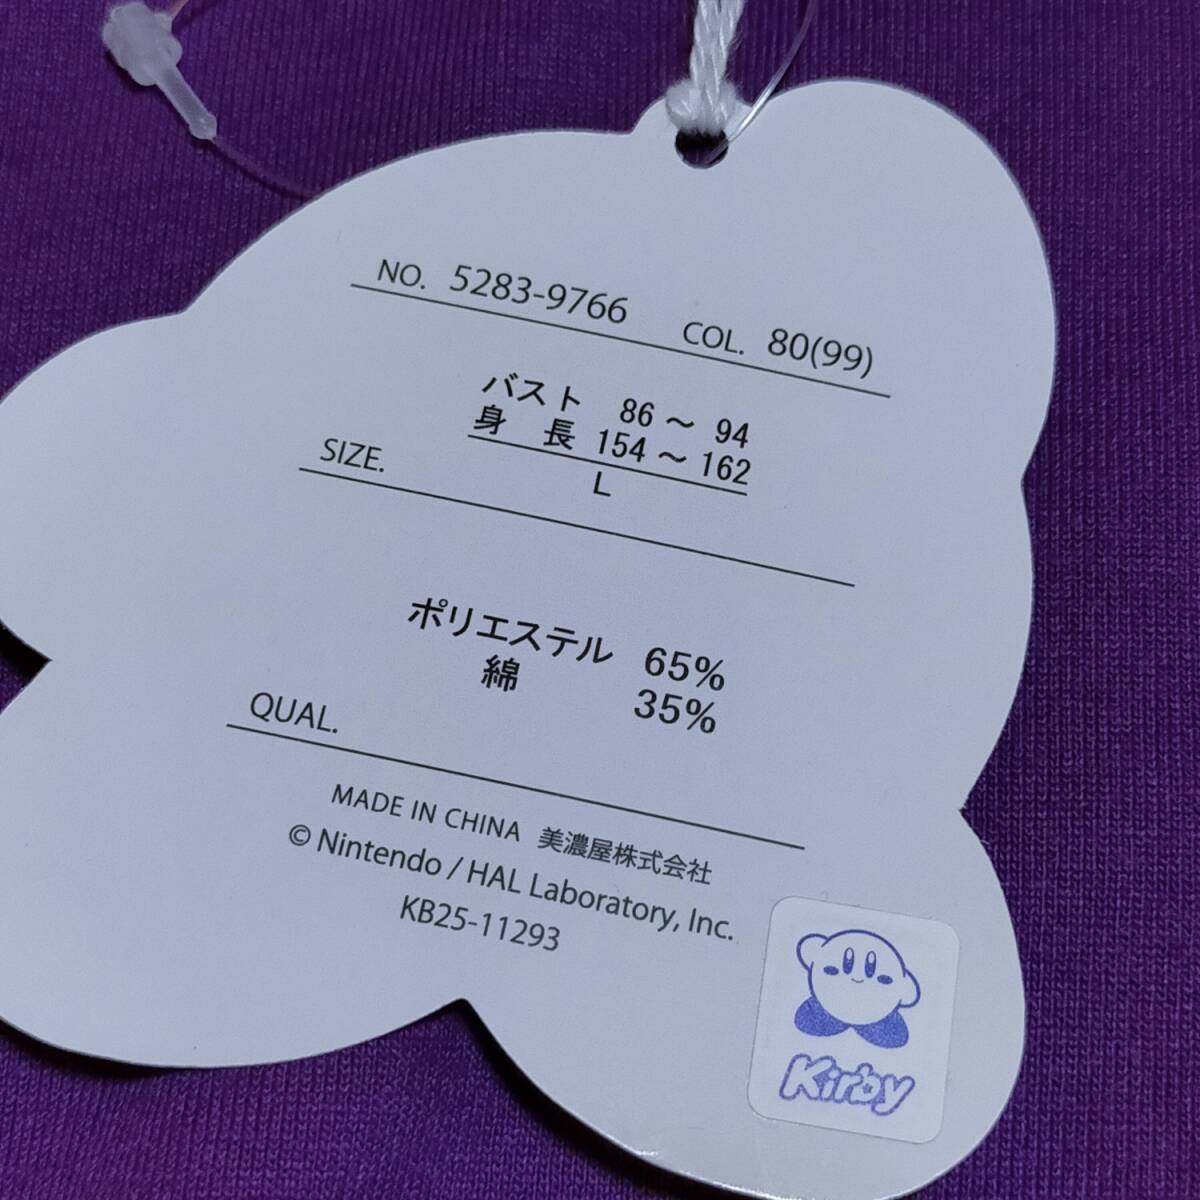 NO. 5283-9766 COL. 80(99)
バスト 86 ～ 94
身 長 154 ～ 162
SIZE. L
ポリエステル 65%
綿 35%
QUAL.
MADE IN CHINA 美濃屋株式会社
© Nintendo / HAL Laboratory, Inc.
KB25-11293
Kirby